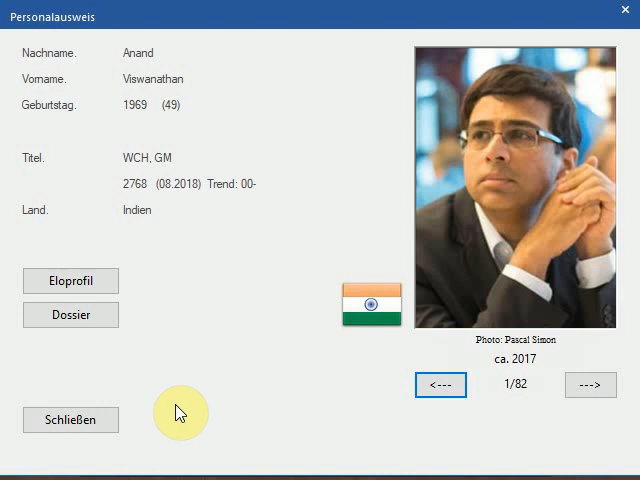 Personalausweis
Nachname. Anand
Vorname. Viswanathan
Geburtstag. 1969 (49)
Titel. WCH, GM
2768 (08.2018) Trend: 00-
Land. Indien
Eloprofil
Dossier
Schließen
Photo: Pascal Simon
ca. 2017
<--- 1/82 --->